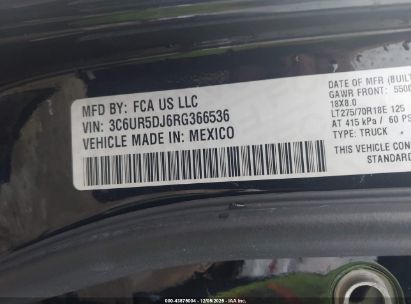 MFD BY: FCA US LLC
VIN: 3C6UR5DJ6RG366536
VEHICLE MADE IN: MEXICO
DATE OF MFR (BUILT
GAWR FRONT: 5500
18X8.0
LT275/70R18E 125
AT 415 kPa / 60 PS
TYPE: TRUCK
THIS VEHICLE CON
STANDARD